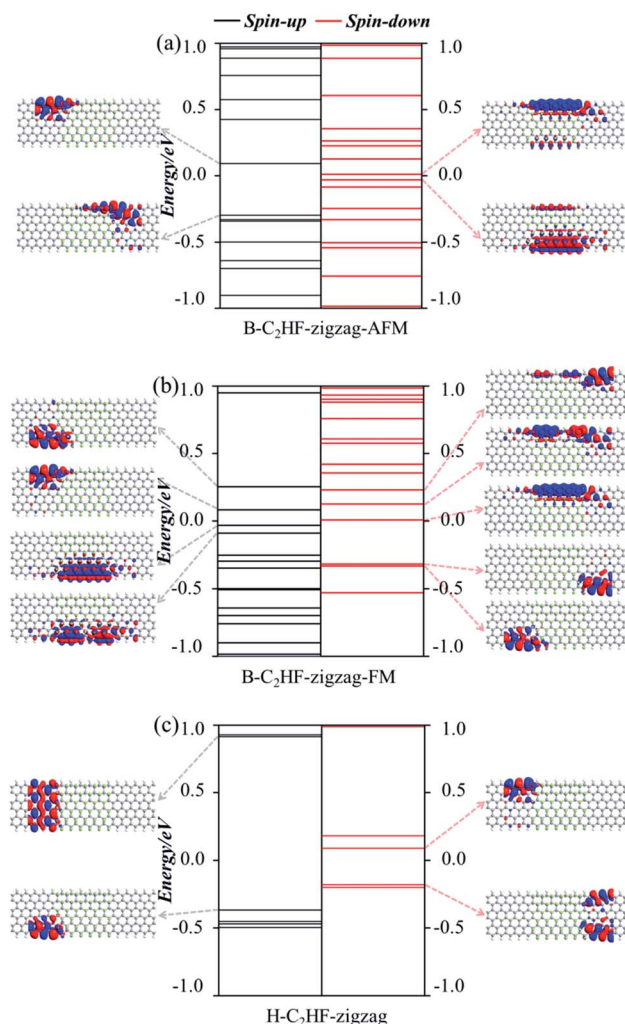 Spin-up Spin-down
(a)
1.0 1.0
0.5 0.5
0.0 0.0
-0.5 -0.5
-1.0 -1.0
Energy/eV
B-C₂HF-zigzag-AFM
(b)
1.0 1.0
0.5 0.5
0.0 0.0
-0.5 -0.5
-1.0 -1.0
Energy/eV
B-C₂HF-zigzag-FM
(c)
1.0 1.0
0.5 0.5
0.0 0.0
-0.5 -0.5
-1.0 -1.0
Energy/eV
H-C₂HF-zigzag